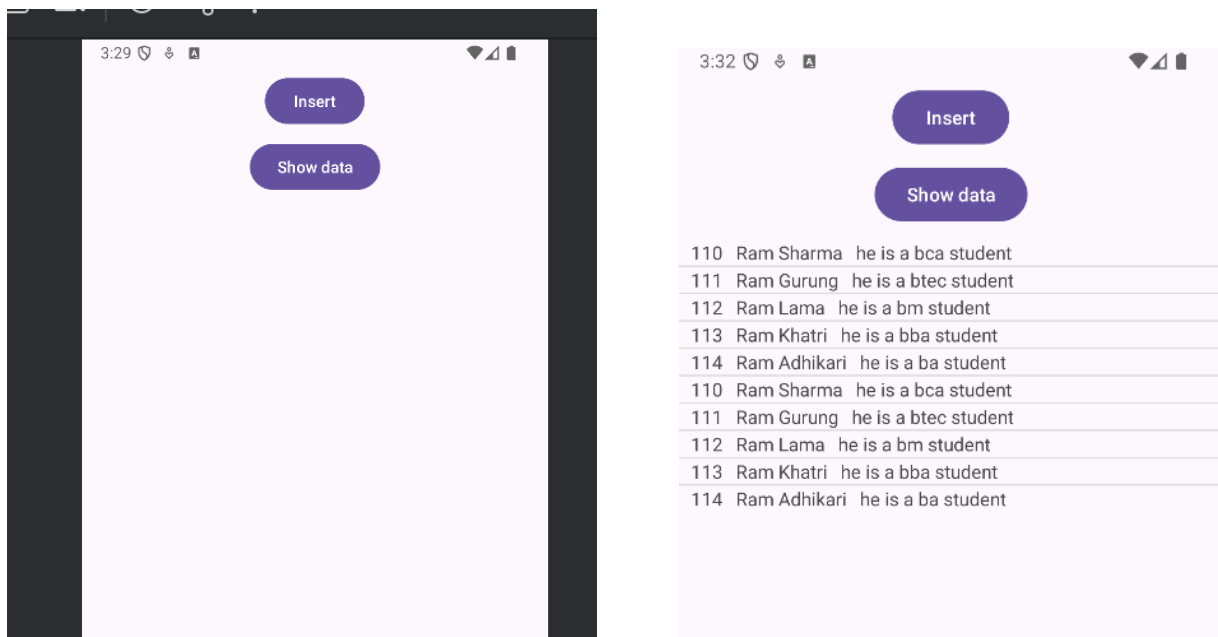 3:29
Insert
Show data
3:32
Insert
Show data
110 Ram Sharma he is a bca student
111 Ram Gurung he is a btec student
112 Ram Lama he is a bm student
113 Ram Khatri he is a bba student
114 Ram Adhikari he is a ba student
110 Ram Sharma he is a bca student
111 Ram Gurung he is a btec student
112 Ram Lama he is a bm student
113 Ram Khatri he is a bba student
114 Ram Adhikari he is a ba student